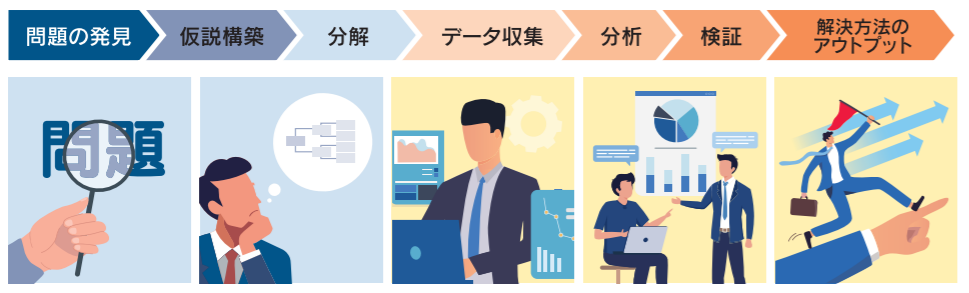 問題の発見
仮説構築
分解
データ収集
分析
検証
解決方法の
アウトプット
問題